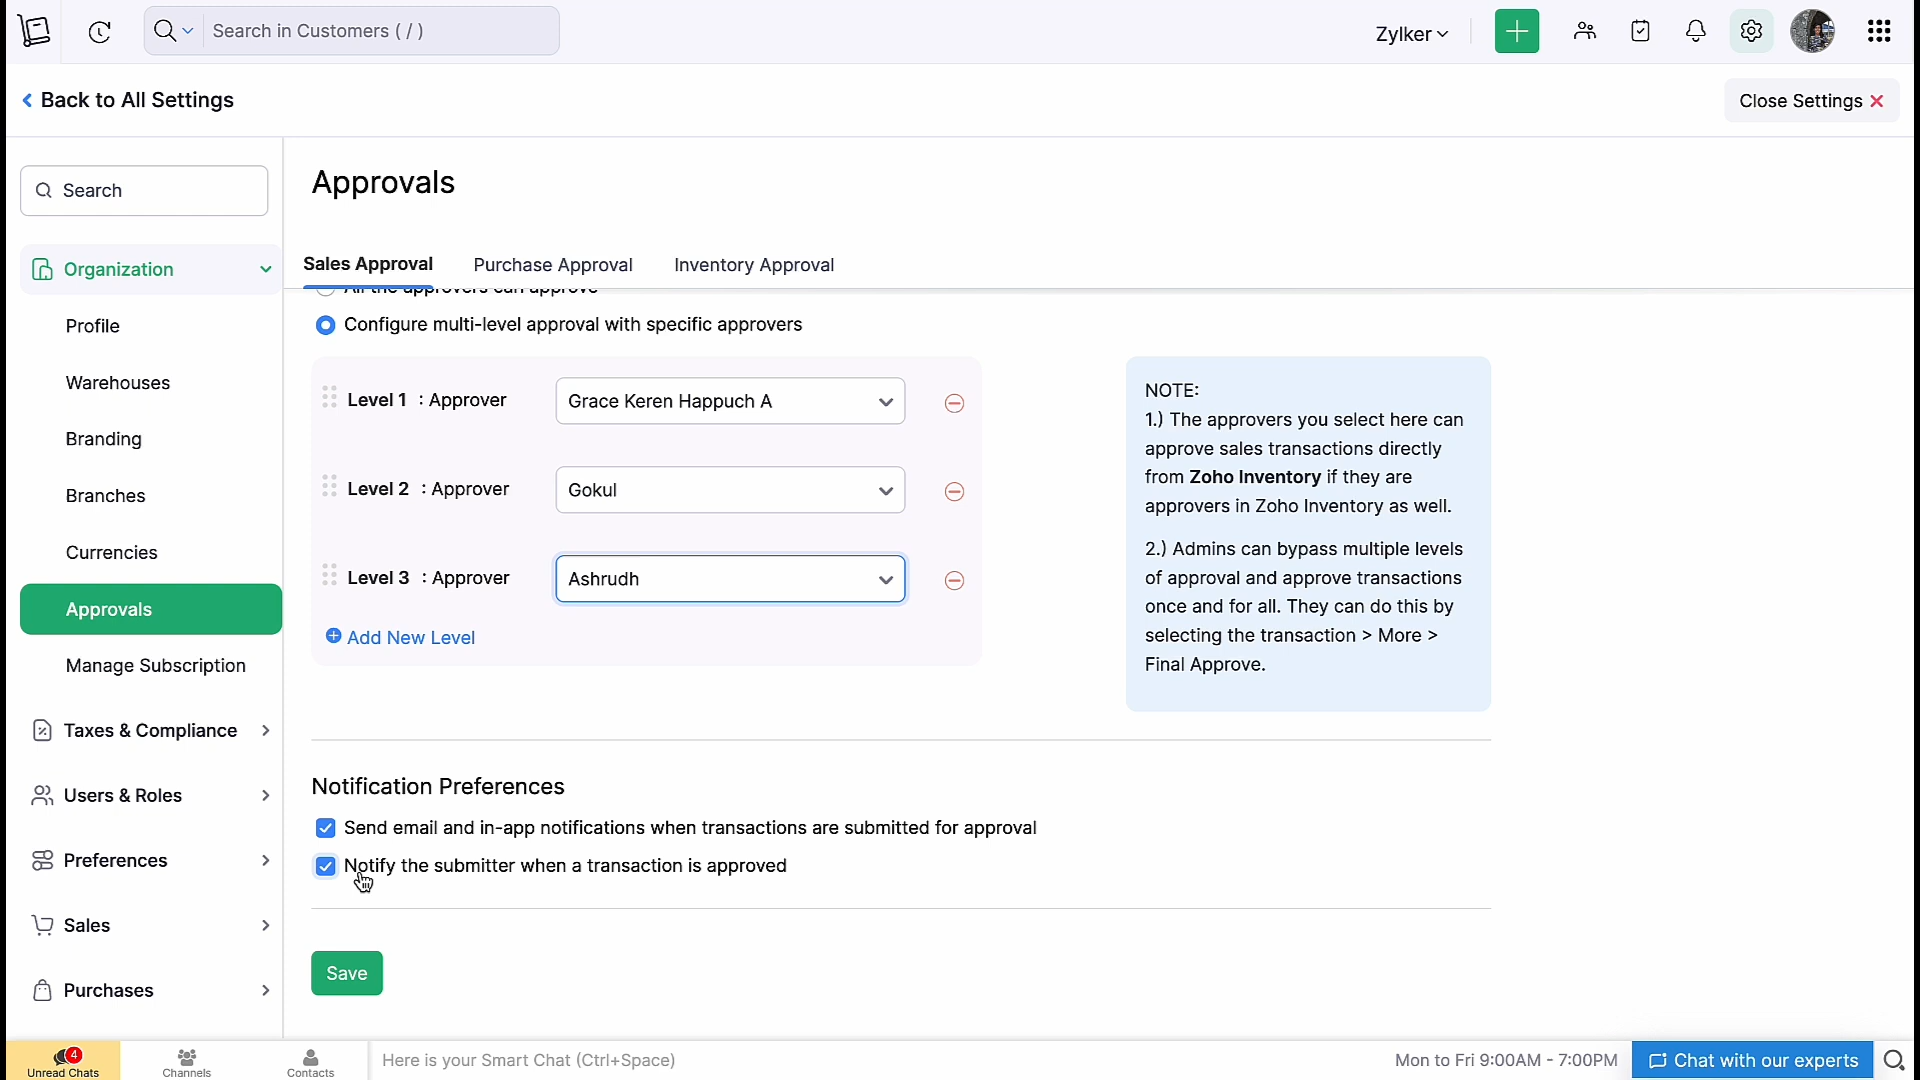 Search in Customers ( / )
Zylker
Back to All Settings
Close Settings
Search
Approvals
Organization
Sales Approval
Purchase Approval
Inventory Approval
All the approvers can approve
Profile
Configure multi-level approval with specific approvers
Warehouses
Level 1 : Approver
Grace Keren Happuch A
NOTE:
1.) The approvers you select here can
approve sales transactions directly
from Zoho Inventory if they are
approvers in Zoho Inventory as well.
Branding
Level 2 : Approver
Gokul
Branches
2.) Admins can bypass multiple levels
of approval and approve transactions
once and for all. They can do this by
selecting the transaction > More >
Final Approve.
Currencies
Level 3 : Approver
Ashrudh
Approvals
Add New Level
Manage Subscription
Taxes & Compliance
Notification Preferences
Users & Roles
Send email and in-app notifications when transactions are submitted for approval
Preferences
Notify the submitter when a transaction is approved
Sales
Save
Purchases
4
Unread Chats
Channels
Contacts
Here is your Smart Chat (Ctrl+Space)
Mon to Fri 9:00AM - 7:00PM
Chat with our experts